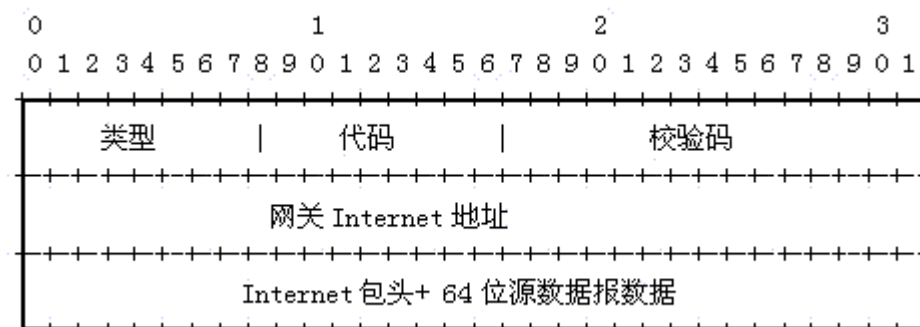 0 1 2 3
0 1 2 3 4 5 6 7 8 9 0 1 2 3 4 5 6 7 8 9 0 1 2 3 4 5 6 7 8 9 0 1
类型 | 代码 | 校验码
网关 Internet 地址
Internet 包头+ 64 位源数据报数据